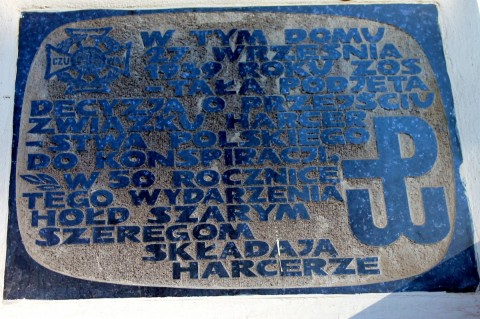 CZU
W TYM DOMU
27 WRZEŚNIA
1939 ROKU ZOS
-TAŁA PODJĘTA
DECYZJA O PRZEJŚCIU
ZWIĄZKU HARCER
-STWA POLSKIEGO
DO KONSPIRACJI
W 50 ROCZNICĘ
TEGO WYDARZENIA
HOŁD SZARYM
SZEREGOM
SKŁADAJĄ
HARCERZE